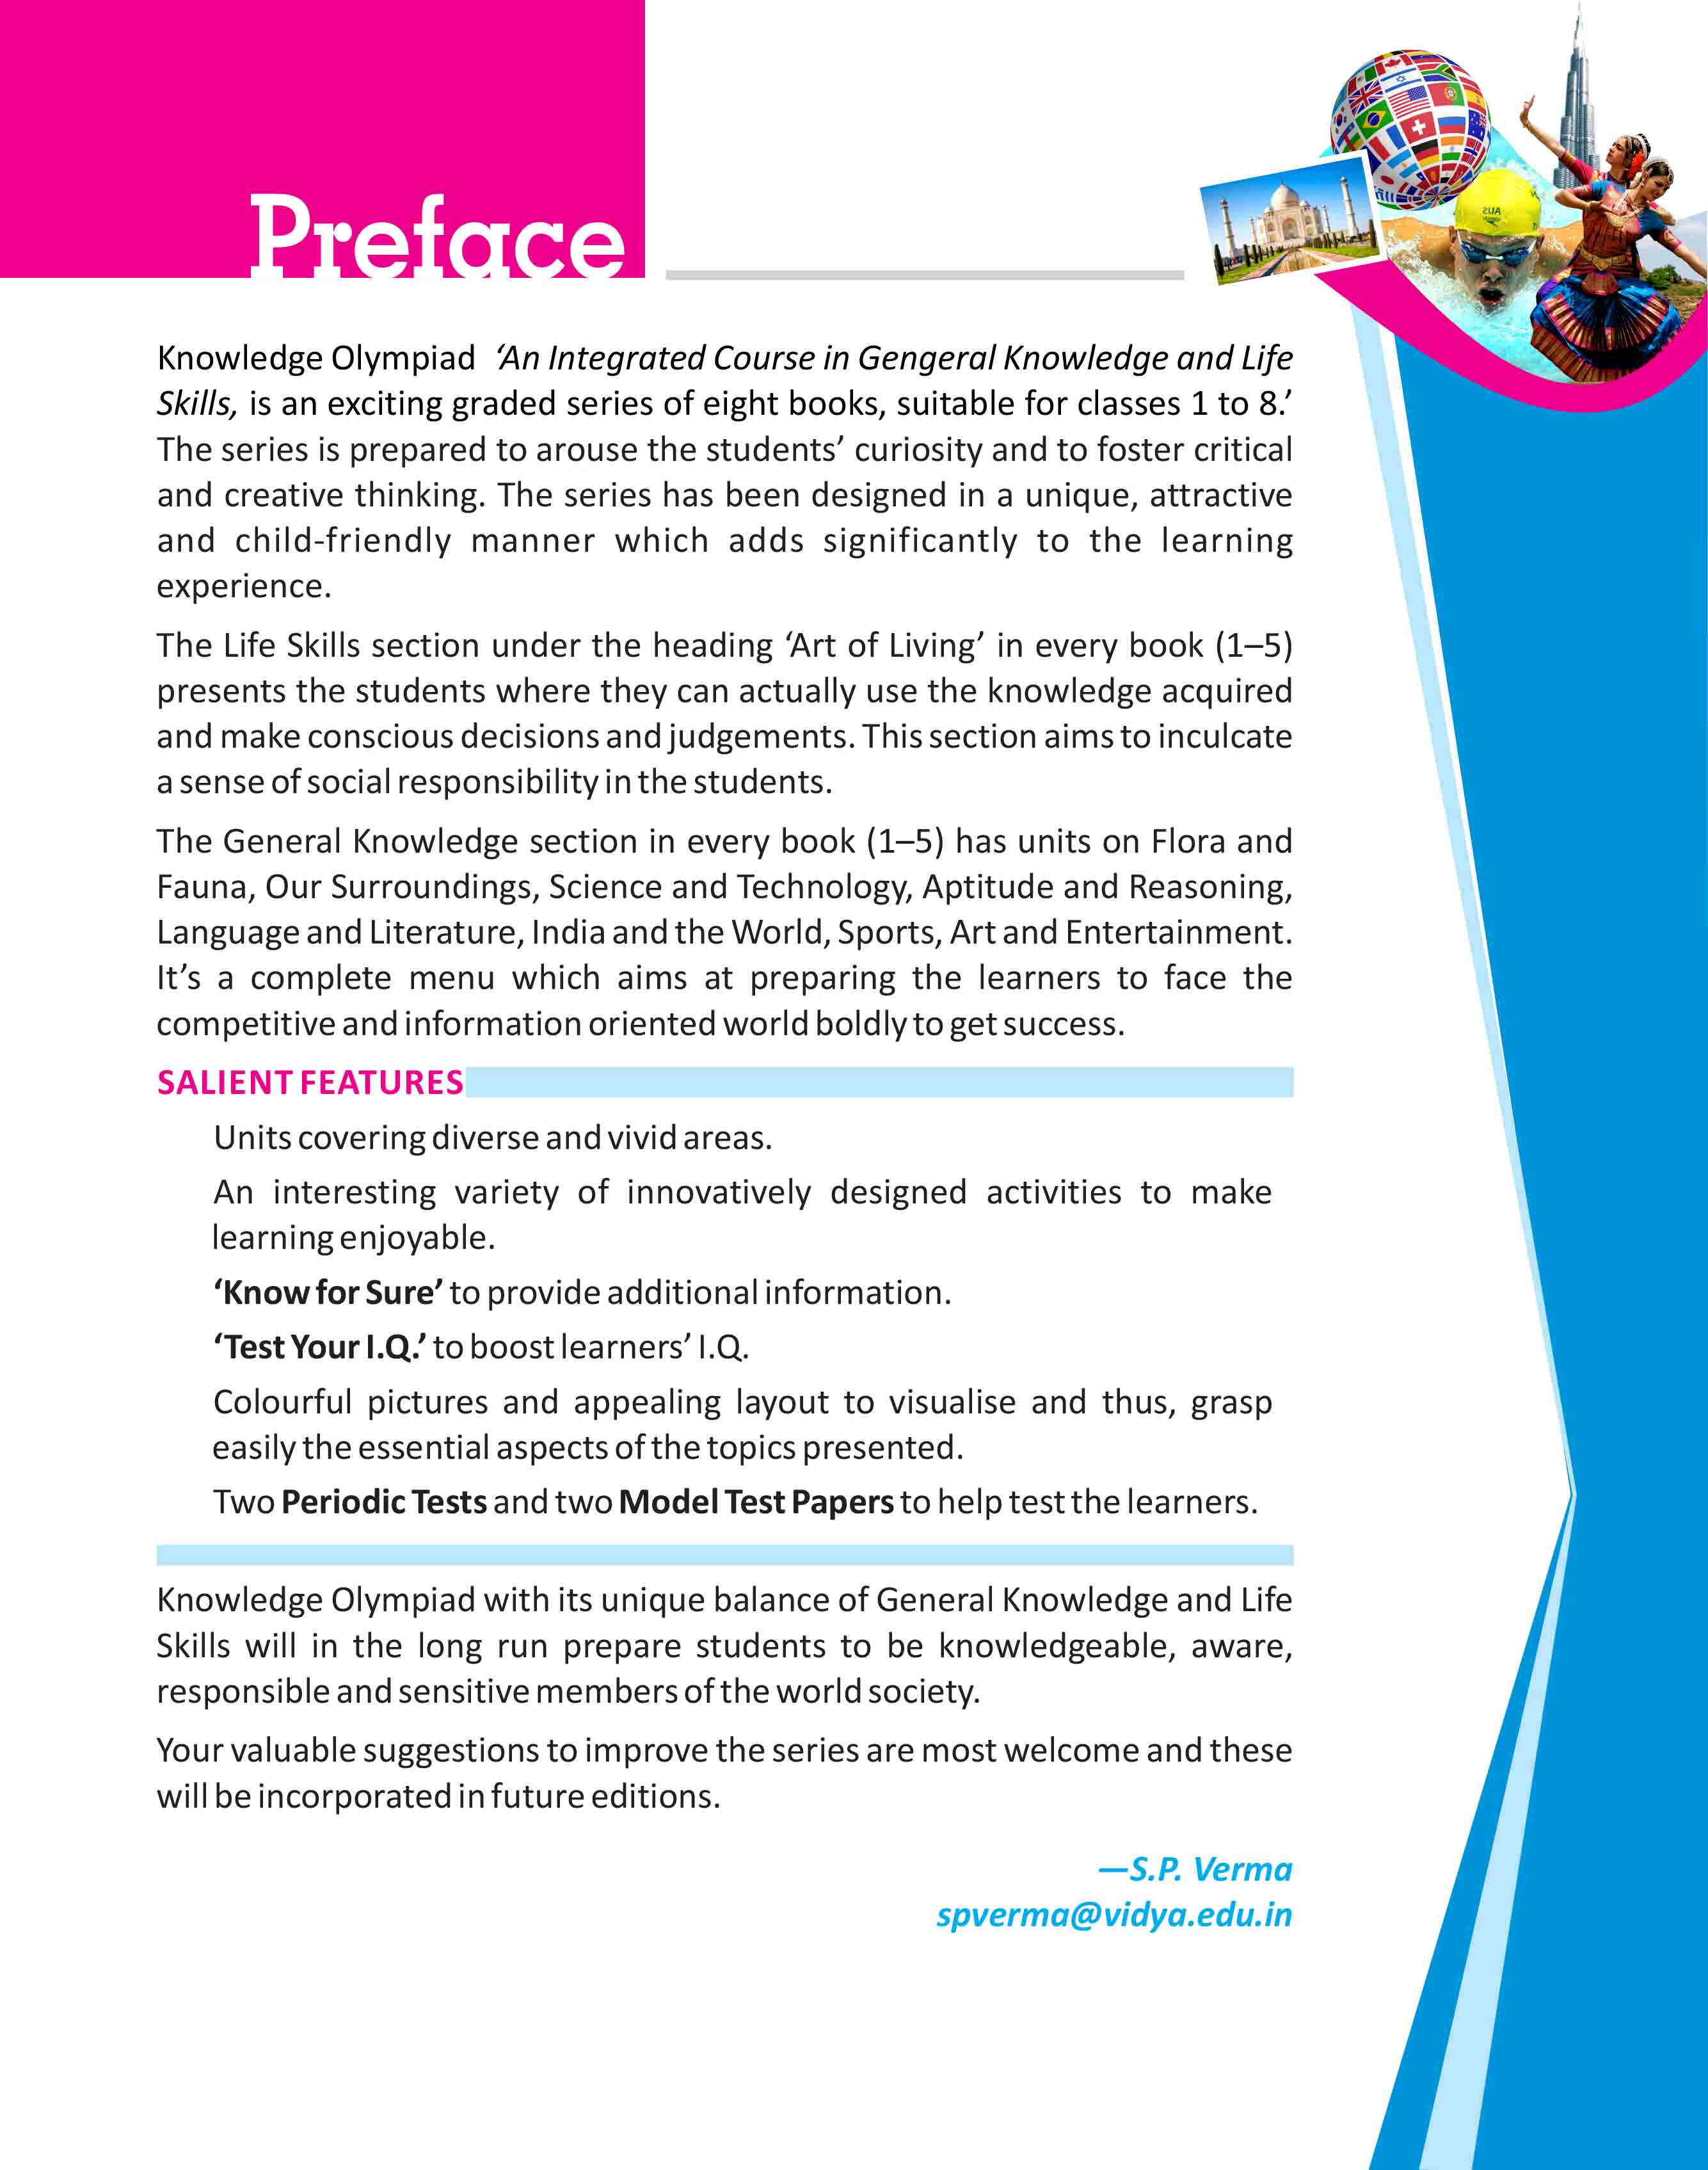 Preface
Knowledge Olympiad ‘An Integrated Course in Gengeral Knowledge and Life
Skills, is an exciting graded series of eight books, suitable for classes 1 to 8.’
The series is prepared to arouse the students’ curiosity and to foster critical
and creative thinking. The series has been designed in a unique, attractive
and child-friendly manner which adds significantly to the learning
experience.
The Life Skills section under the heading ‘Art of Living’ in every book (1–5)
presents the students where they can actually use the knowledge acquired
and make conscious decisions and judgements. This section aims to inculcate
a sense of social responsibility in the students.
The General Knowledge section in every book (1–5) has units on Flora and
Fauna, Our Surroundings, Science and Technology, Aptitude and Reasoning,
Language and Literature, India and the World, Sports, Art and Entertainment.
It’s a complete menu which aims at preparing the learners to face the
competitive and information oriented world boldly to get success.
SALIENT FEATURES
Units covering diverse and vivid areas.
An interesting variety of innovatively designed activities to make
learning enjoyable.
‘Know for Sure’ to provide additional information.
‘Test Your I.Q.’ to boost learners’ I.Q.
Colourful pictures and appealing layout to visualise and thus, grasp
easily the essential aspects of the topics presented.
Two Periodic Tests and two Model Test Papers to help test the learners.
Knowledge Olympiad with its unique balance of General Knowledge and Life
Skills will in the long run prepare students to be knowledgeable, aware,
responsible and sensitive members of the world society.
Your valuable suggestions to improve the series are most welcome and these
will be incorporated in future editions.
—S.P. Verma
spverma@vidya.edu.in